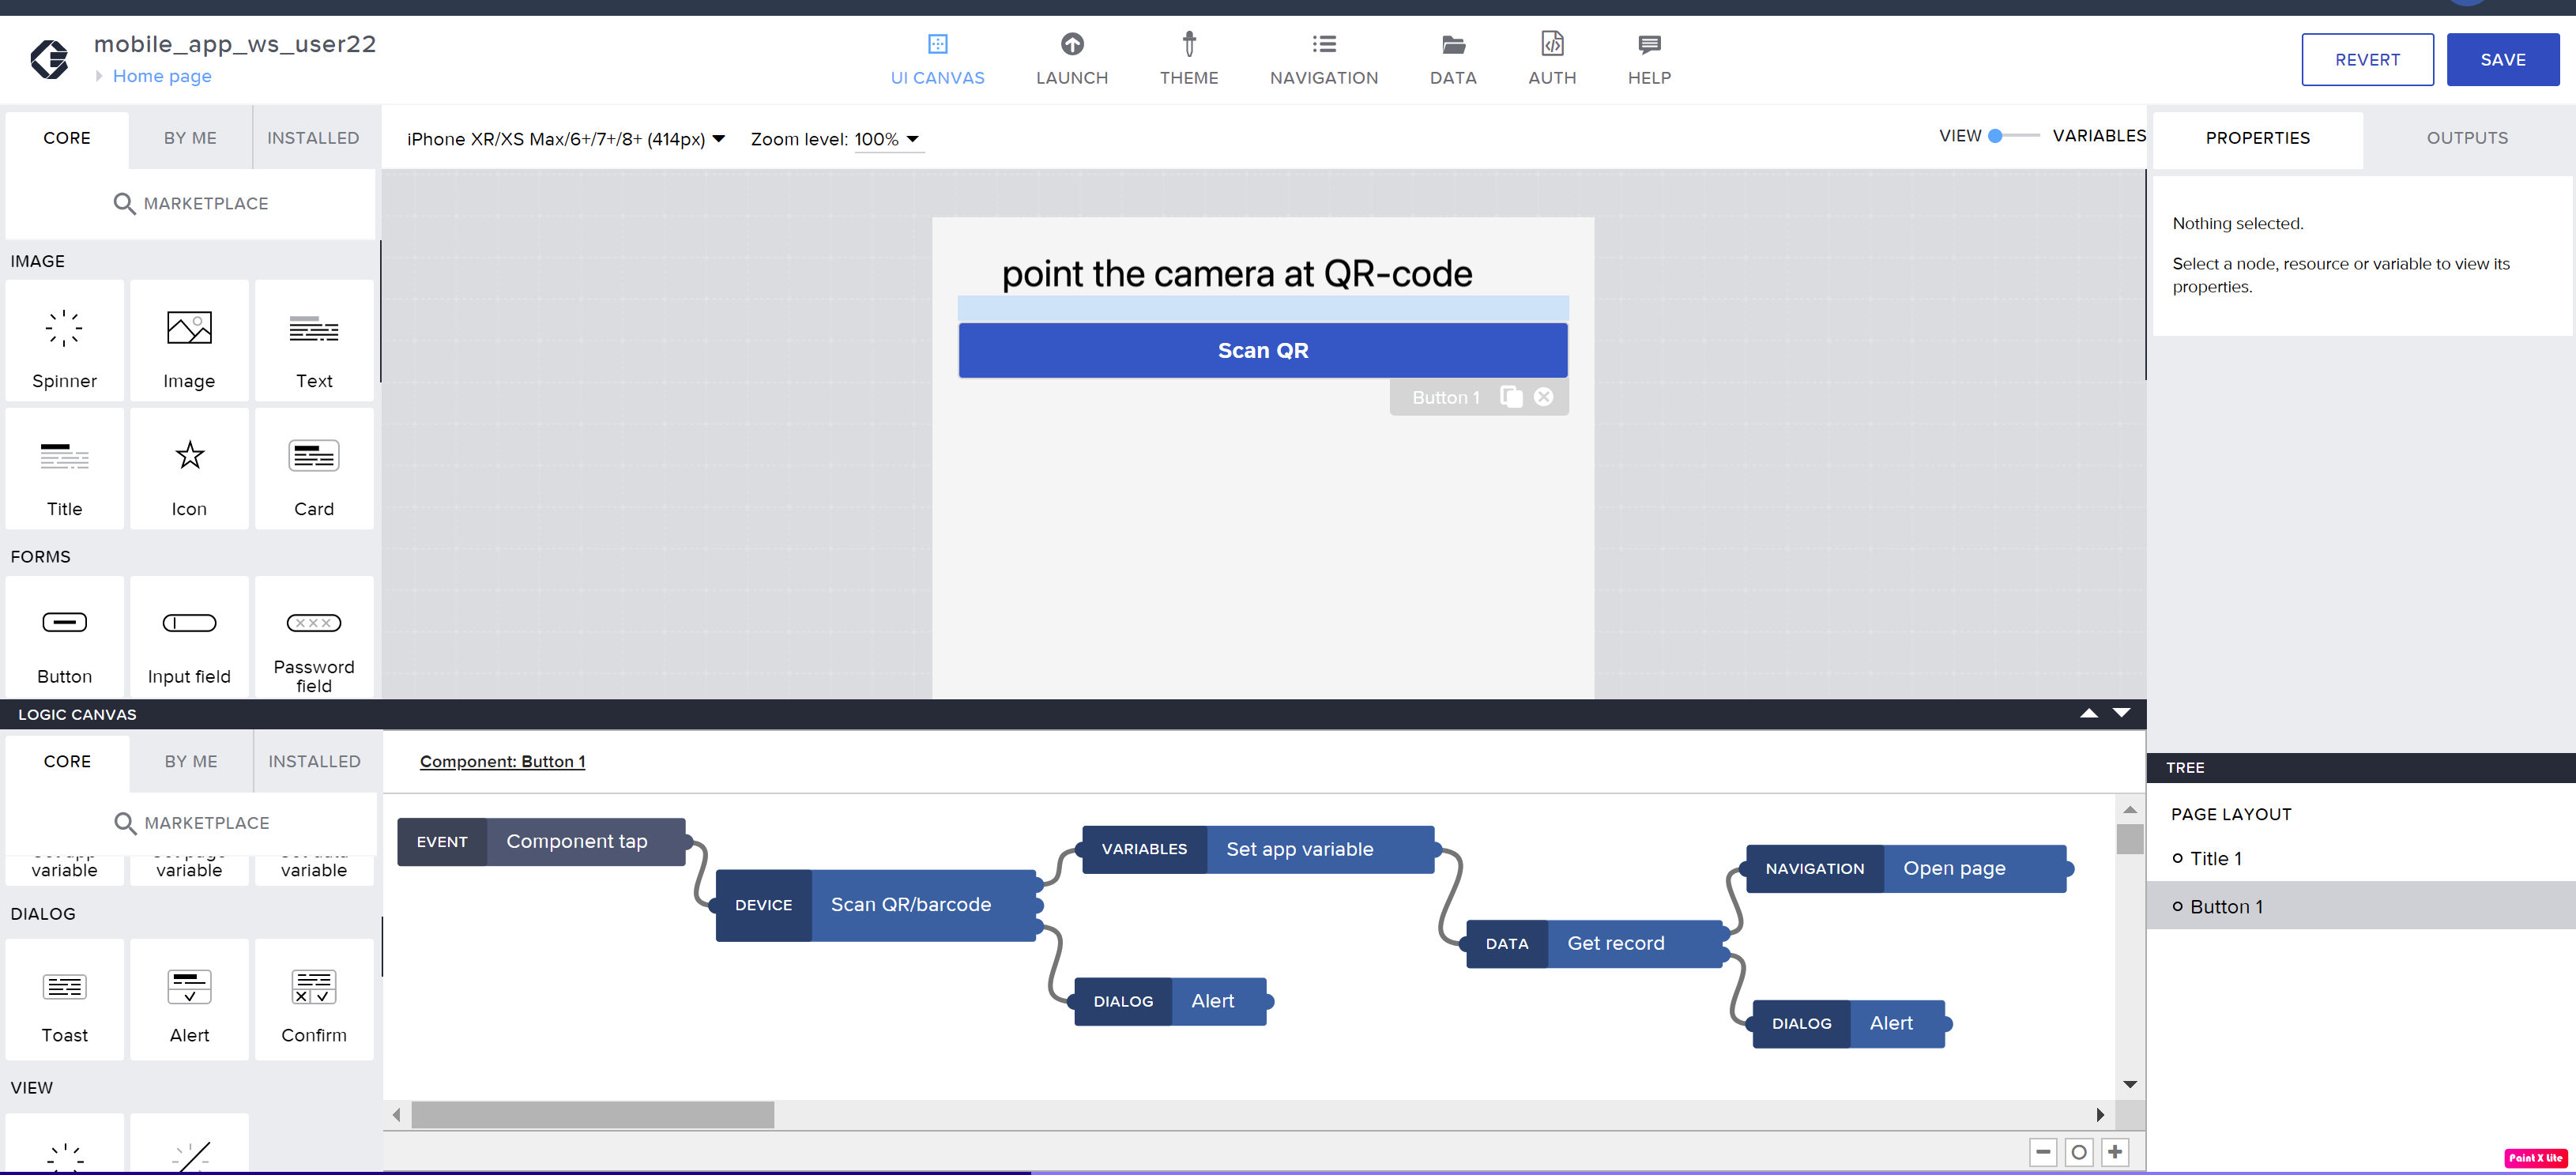 mobile_app_ws_user22
Home page
UI CANVAS
LAUNCH
THEME
NAVIGATION
DATA
AUTH
HELP
REVERT
SAVE
CORE
BY ME
INSTALLED
MARKETPLACE
iPhone XR/XS Max/6+/7+/8+ (414px)
Zoom level: 100%
VIEW
VARIABLES
PROPERTIES
OUTPUTS
Nothing selected.
Select a node, resource or variable to view its
properties.
IMAGE
Spinner
Image
Text
Title
Icon
Card
FORMS
Button
Input field
Password
field
point the camera at QR-code
Scan QR
Button 1
LOGIC CANVAS
CORE
BY ME
INSTALLED
MARKETPLACE
variable
variable
variable
DIALOG
Toast
Alert
Confirm
VIEW
Component: Button 1
EVENT
Component tap
DEVICE
Scan QR/barcode
VARIABLES
Set app variable
DIALOG
Alert
DATA
Get record
NAVIGATION
Open page
DIALOG
Alert
TREE
PAGE LAYOUT
Title 1
Button 1
Paint X Lite